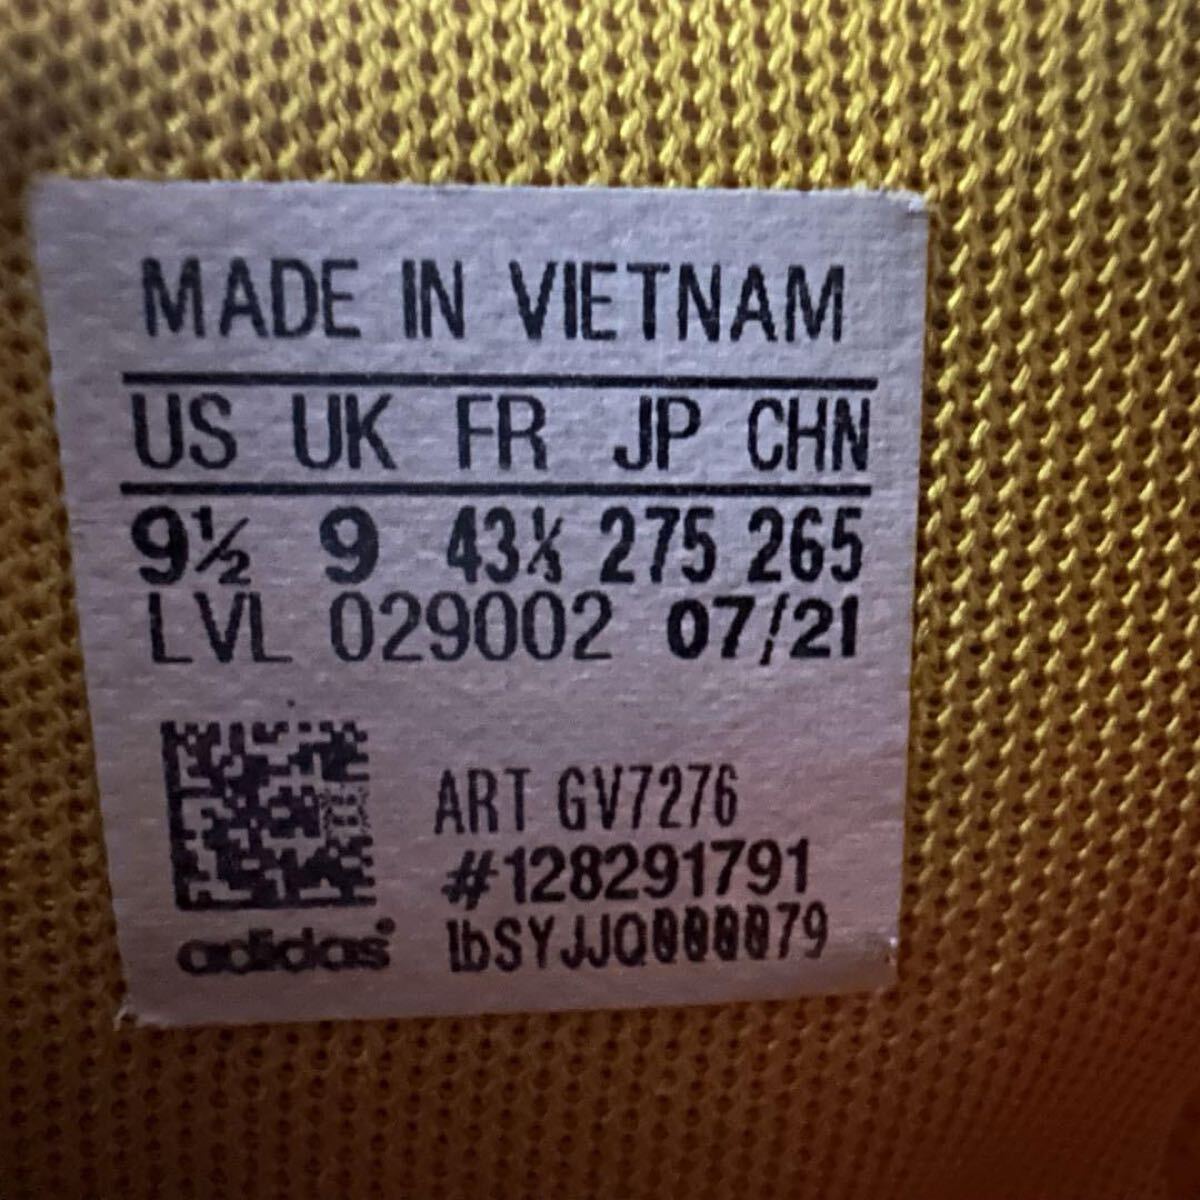 MADE IN VIETNAM
US UK FR JP CHN
9½ 9 43⅓ 275 265
LVL 029002 07/21
ART GV7276
#128291791
adidas® lbSYJJQ000079